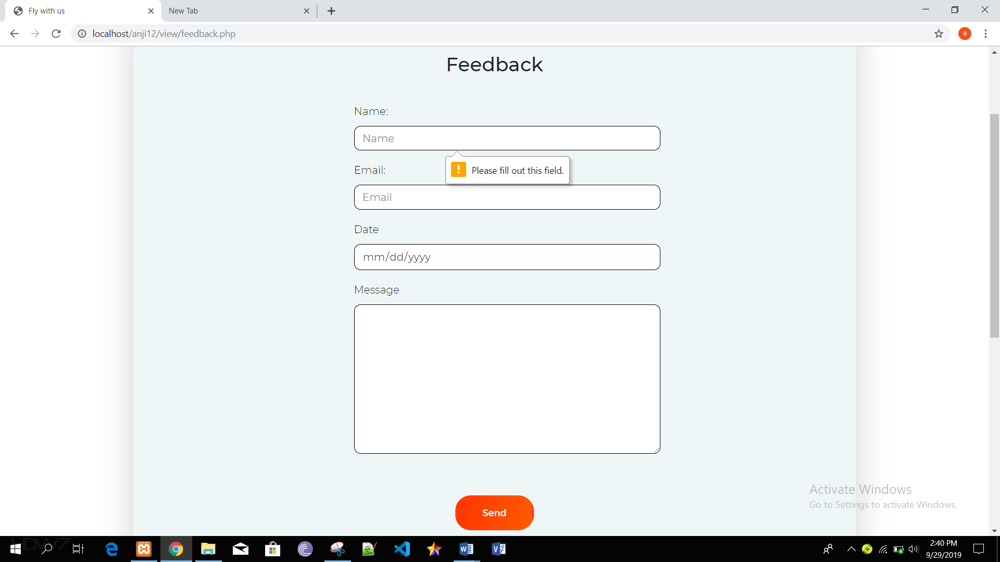 Fly with us
New Tab
localhost/anji12/view/feedback.php
a
Feedback
Name:
Name
Please fill out this field.
Email:
Email
Date
mm/dd/yyyy
Message
Send
Activate Windows
Go to Settings to activate Windows.
HDW7
2:40 PM
9/29/2019